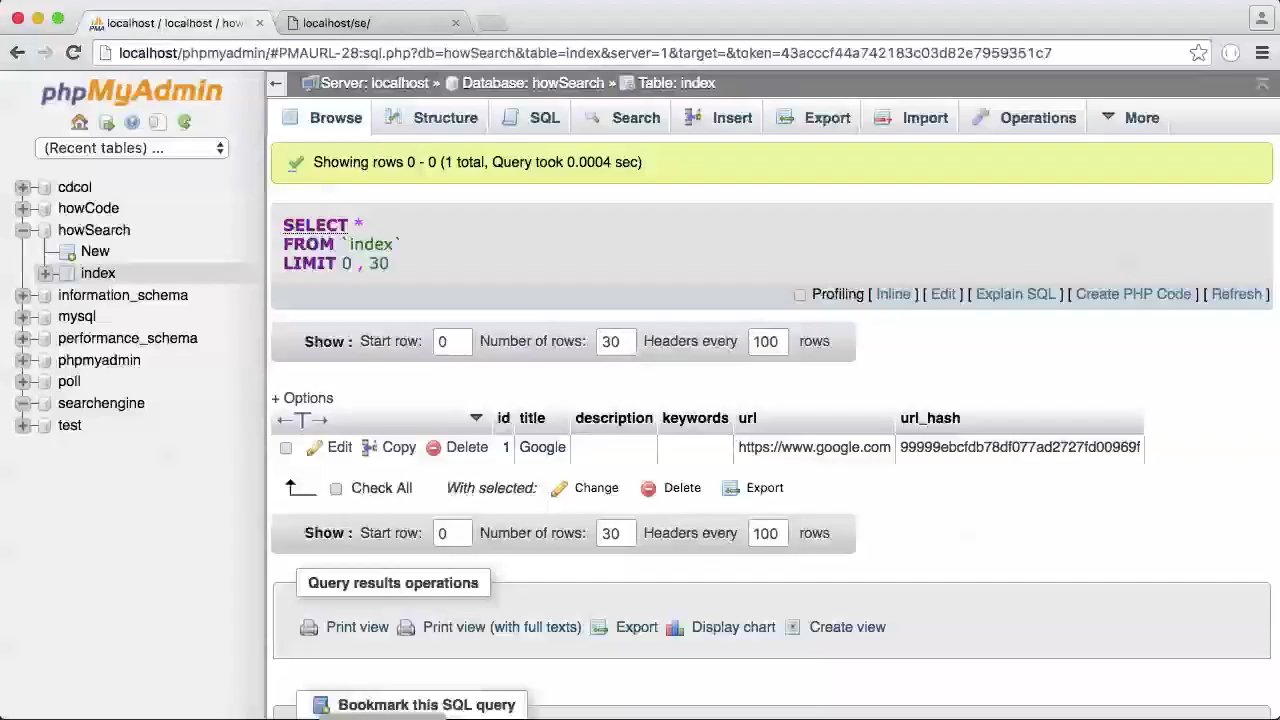 localhost / localhost / how
localhost/se/
localhost/phpmyadmin/#PMAURL-28:sql.php?db=howSearch&table=index&server=1&target=&token=43acccf44a742183c03d82e7959351c7
phpMyAdmin
(Recent tables) ...
cdcol
howCode
howSearch
New
index
information_schema
mysql
performance_schema
phpmyadmin
poll
searchengine
test
Server: localhost » Database: howSearch » Table: index
Browse Structure SQL Search Insert Export Import Operations More
Showing rows 0 - 0 (1 total, Query took 0.0004 sec)
SELECT *
FROM `index`
LIMIT 0 , 30
Profiling [ Inline ] [ Edit ] [ Explain SQL ] [ Create PHP Code ] [ Refresh ]
Show : Start row: 0 Number of rows: 30 Headers every 100 rows
+ Options
←T→ id title description keywords url url_hash
Edit Copy Delete 1 Google https://www.google.com 99999ebcfdb78df077ad2727fd00969f
Check All With selected: Change Delete Export
Show : Start row: 0 Number of rows: 30 Headers every 100 rows
Query results operations
Print view Print view (with full texts) Export Display chart Create view
Bookmark this SQL query